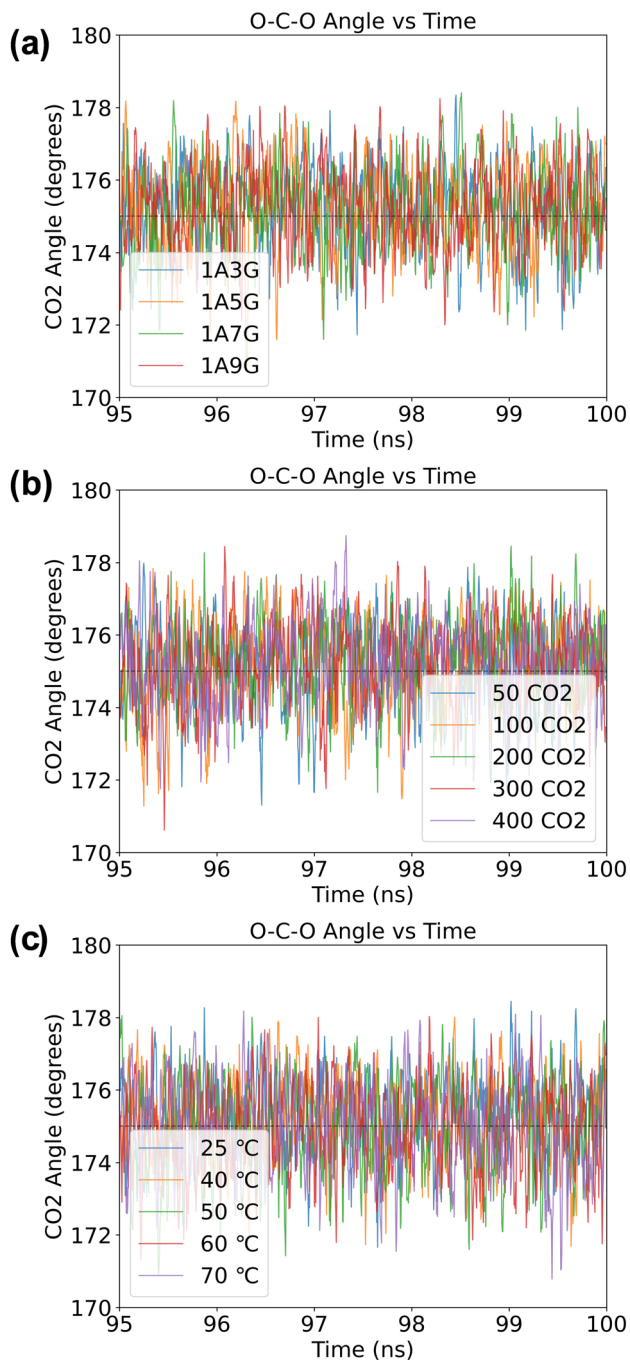 (a)
O-C-O Angle vs Time
180
178
176
174
172
170
CO2 Angle (degrees)
1A3G
1A5G
1A7G
1A9G
95 96 97 98 99 100
Time (ns)
(b)
O-C-O Angle vs Time
180
178
176
174
172
170
CO2 Angle (degrees)
50 CO2
100 CO2
200 CO2
300 CO2
400 CO2
95 96 97 98 99 100
Time (ns)
(c)
O-C-O Angle vs Time
180
178
176
174
172
170
CO2 Angle (degrees)
25 ℃
40 ℃
50 ℃
60 ℃
70 ℃
95 96 97 98 99 100
Time (ns)